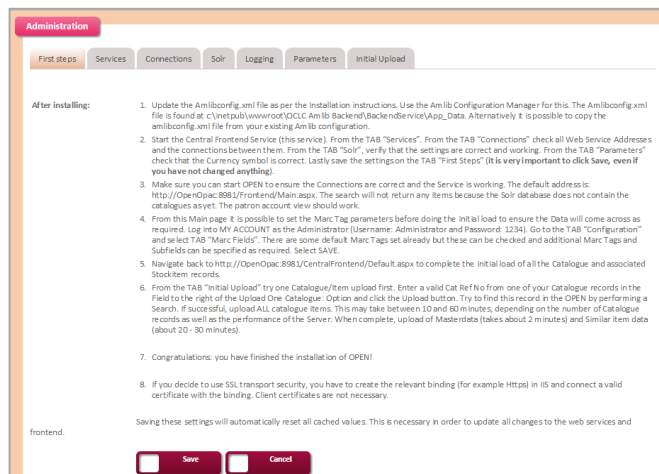 Administration
First steps
Services
Connections
Solr
Logging
Parameters
Initial Upload
After installing:
1. Update the Amlibconfig.xml file as per the Installation instructions. Use the Amlib Configuration Manager for this. The Amlibconfig.xml
file is found at c:\inetpub\wwwroot\OCLC Amlib Backend\BackendService\App_Data. Alternatively it is possible to copy the
amlibconfig.xml file from your existing Amlib configuration.
2. Start the Central Frontend Service (this service). From the TAB "Services". From the TAB "Connections" check all Web Service Addresses
and the connections between them. From the TAB "Solr", verify that the settings are correct and working. From the TAB "Parameters"
check that the Currency symbol is correct. Lastly save the settings on the TAB "First Steps" (it is very important to click Save, even if
you have not changed anything).
3. Make sure you can start OPEN to ensure the Connections are correct and the Service is working. The default address is:
http://OpenOpac:8981/Frontend/Main.aspx. The search will not return any items because the Solr database does not contain the
catalogues as yet. The patron account view should work.
4. From this Main page it is possible to set the Marc Tag parameters before doing the initial load to ensure the Data will come across as
required. Log into MY ACCOUNT as the Administrator (Username: Administrator and Password: 1234). Go to the TAB "Configuration"
and select TAB "Marc Fields". There are some default Marc Tags set already but these can be checked and additional Marc Tags and
Subfields can be specified as required. Select SAVE.
5. Navigate back to http://OpenOpac:8981/CentralFrontend/Default.aspx to complete the initial load of all the Catalogue and associated
Stockitem records.
6. From the TAB "Initial Upload" try one Catalogue/Item upload first. Enter a valid Cat Ref No from one of your Catalogue records in the
Field to the right of the Upload One Catalogue: Option and click the Upload button. Try to find this record in the OPEN by performing a
Search. If successful, upload ALL catalogue items. This may take between 10 and 60 minutes, depending on the number of Catalogue
records as well as the performance of the Server. When complete, upload of Masterdata (takes about 2 minutes) and Similar item data
(about 20 - 30 minutes).
7. Congratulations: you have finished the installation of OPEN!
8. If you decide to use SSL transport security, you have to create the relevant binding (for example Https) in IIS and connect a valid
certificate with the binding. Client certificates are not necessary.
Saving these settings will automatically reset all cached values. This is necessary in order to update all changes to the web services and
frontend.
Save
Cancel